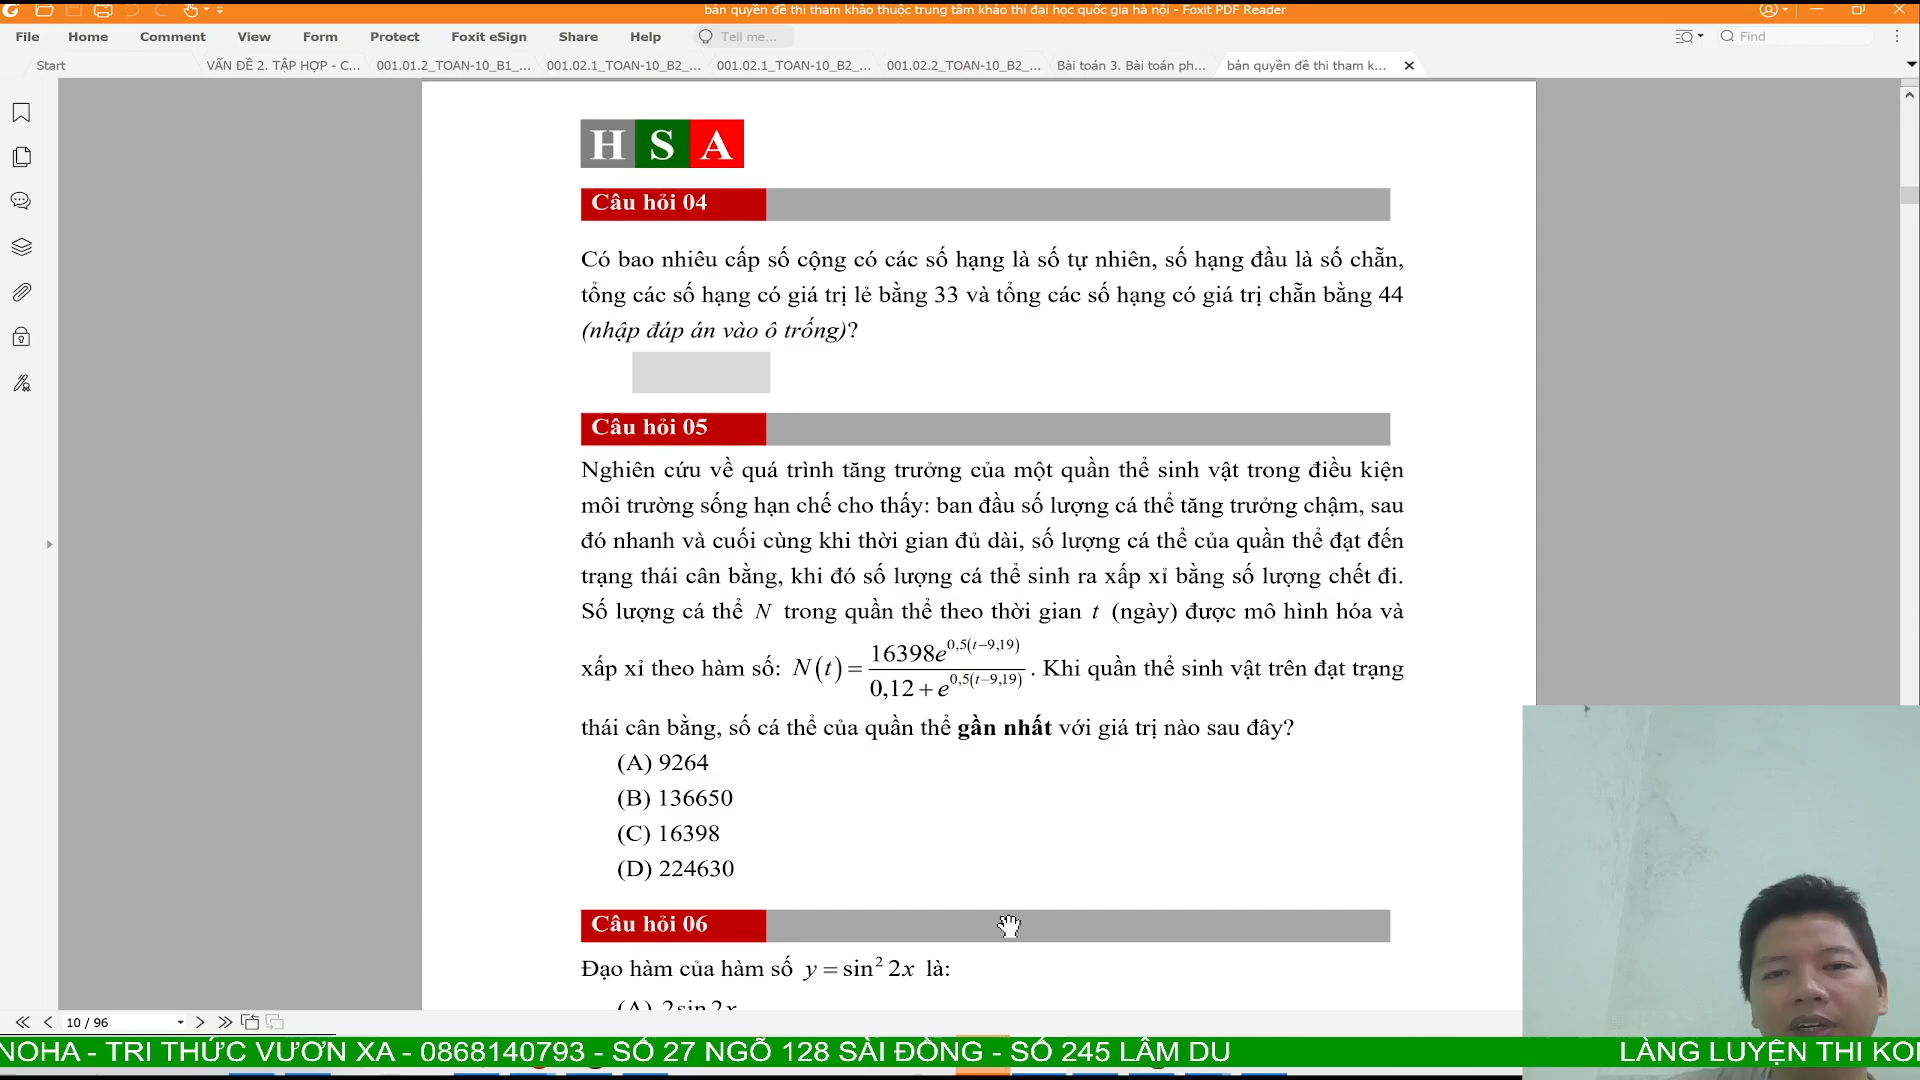 bản quyền đề thi tham khảo thuộc trung tâm khảo thí đại học quốc gia hà nội - Foxit PDF Reader
File Home Comment View Form Protect Foxit eSign Share Help Tell me... Find
Start VẤN ĐỀ 2. TẬP HỢP - C... 001.01.2_TOAN-10_B1_... 001.02.1_TOAN-10_B2_... 001.02.1_TOAN-10_B2_... 001.02.2_TOAN-10_B2_... Bài toán 3. Bài toán ph... bản quyền đề thi tham k...
H S A
Câu hỏi 04
Có bao nhiêu cấp số cộng có các số hạng là số tự nhiên, số hạng đầu là số chẵn,
tổng các số hạng có giá trị lẻ bằng 33 và tổng các số hạng có giá trị chẵn bằng 44
(nhập đáp án vào ô trống)?
Câu hỏi 05
Nghiên cứu về quá trình tăng trưởng của một quần thể sinh vật trong điều kiện
môi trường sống hạn chế cho thấy: ban đầu số lượng cá thể tăng trưởng chậm, sau
đó nhanh và cuối cùng khi thời gian đủ dài, số lượng cá thể của quần thể đạt đến
trạng thái cân bằng, khi đó số lượng cá thể sinh ra xấp xỉ bằng số lượng chết đi.
Số lượng cá thể N trong quần thể theo thời gian t (ngày) được mô hình hóa và
xấp xỉ theo hàm số: N(t) = 16398e^{0,5(t−9,19)} / (0,12 + e^{0,5(t−9,19)}). Khi quần thể sinh vật trên đạt trạng
thái cân bằng, số cá thể của quần thể gần nhất với giá trị nào sau đây?
(A) 9264
(B) 136650
(C) 16398
(D) 224630
Câu hỏi 06
Đạo hàm của hàm số y = sin² 2x là:
(A) 2sin2x
10 / 96
NOHA - TRI THỨC VƯƠN XA - 0868140793 - SỐ 27 NGÕ 128 SÀI ĐỒNG - SỐ 245 LÂM DU LÀNG LUYỆN THI KOI